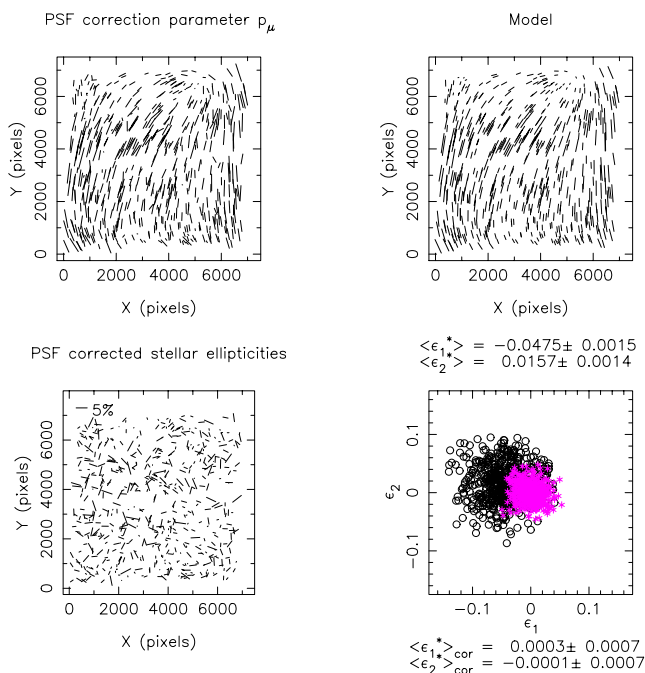 PSF correction parameter pμ
Model
6000
4000
2000
0
Y (pixels)
0 2000 4000 6000
X (pixels)
6000
4000
2000
0
Y (pixels)
0 2000 4000 6000
X (pixels)
PSF corrected stellar ellipticities
<ϵ1*> = −0.0475± 0.0015
<ϵ2*> = 0.0157± 0.0014
5%
6000
4000
2000
0
Y (pixels)
0 2000 4000 6000
X (pixels)
0.1
0
−0.1
ϵ2
−0.1 0 0.1
ϵ1
<ϵ1*>cor = 0.0003± 0.0007
<ϵ2*>cor = −0.0001± 0.0007